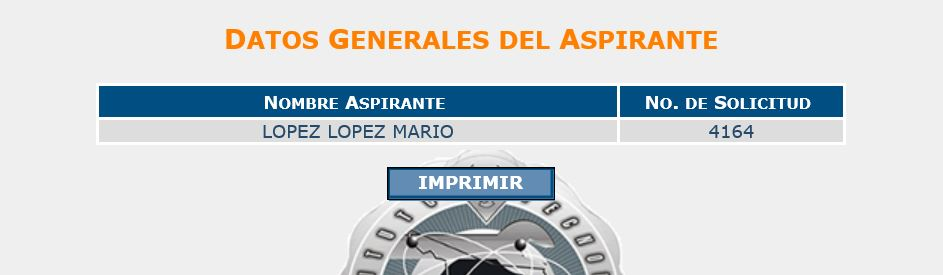 DATOS GENERALES DEL ASPIRANTE
NOMBRE ASPIRANTE NO. DE SOLICITUD
LOPEZ LOPEZ MARIO 4164
IMPRIMIR